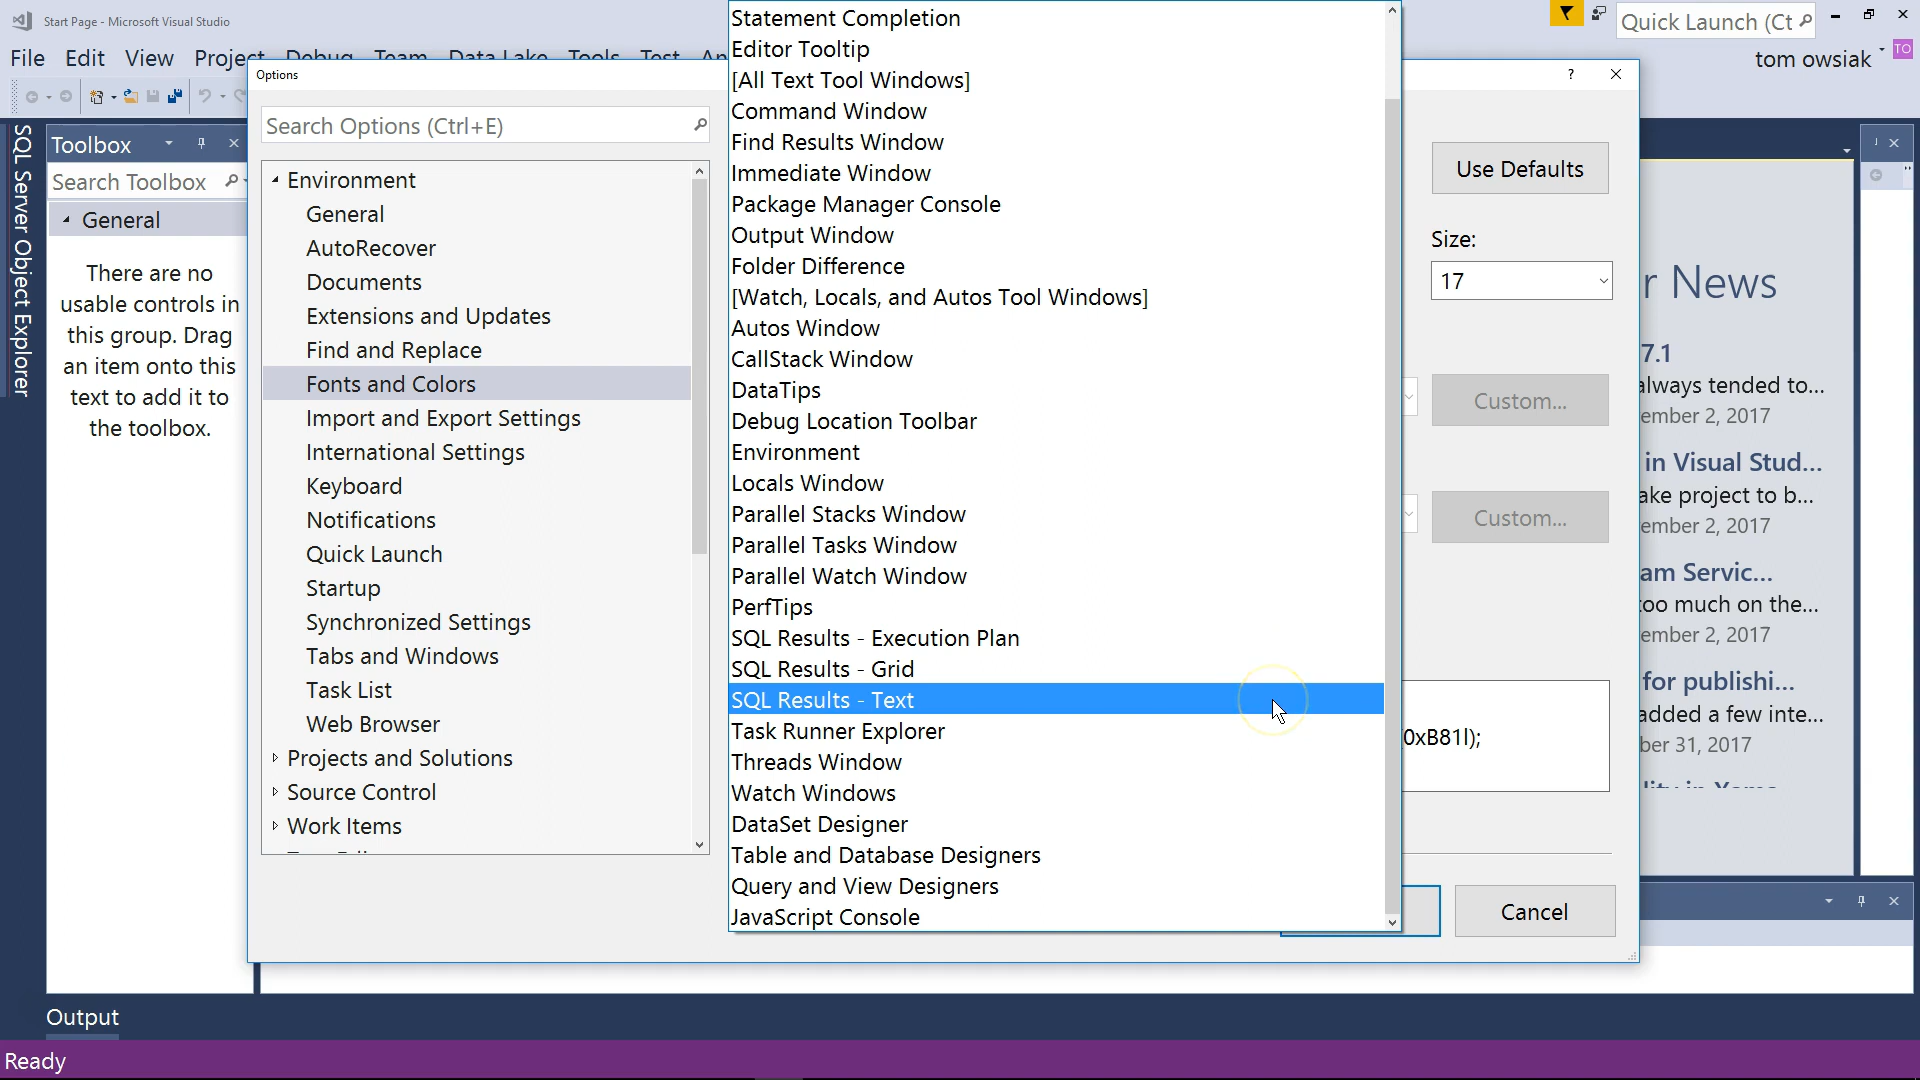 Start Page - Microsoft Visual Studio
Quick Launch (Ct
File Edit View Project Debug Team Data Lake Tools Test An
tom owsiak
TO
Options
Search Options (Ctrl+E)
Environment
General
AutoRecover
Documents
Extensions and Updates
Find and Replace
Fonts and Colors
Import and Export Settings
International Settings
Keyboard
Notifications
Quick Launch
Startup
Synchronized Settings
Tabs and Windows
Task List
Web Browser
Projects and Solutions
Source Control
Work Items
SQL Server Object Explorer
Toolbox
Search Toolbox
General
There are no
usable controls in
this group. Drag
an item onto this
text to add it to
the toolbox.
Statement Completion
Editor Tooltip
[All Text Tool Windows]
Command Window
Find Results Window
Immediate Window
Package Manager Console
Output Window
Folder Difference
[Watch, Locals, and Autos Tool Windows]
Autos Window
CallStack Window
DataTips
Debug Location Toolbar
Environment
Locals Window
Parallel Stacks Window
Parallel Tasks Window
Parallel Watch Window
PerfTips
SQL Results - Execution Plan
SQL Results - Grid
SQL Results - Text
Task Runner Explorer
Threads Window
Watch Windows
DataSet Designer
Table and Database Designers
Query and View Designers
JavaScript Console
?
Use Defaults
Size:
17
Custom...
Custom...
0xB81l);
Cancel
r News
7.1
always tended to...
ember 2, 2017
in Visual Stud...
ake project to b...
ember 2, 2017
am Servic...
too much on the...
ember 2, 2017
for publishi...
added a few inte...
ber 31, 2017
Output
Ready